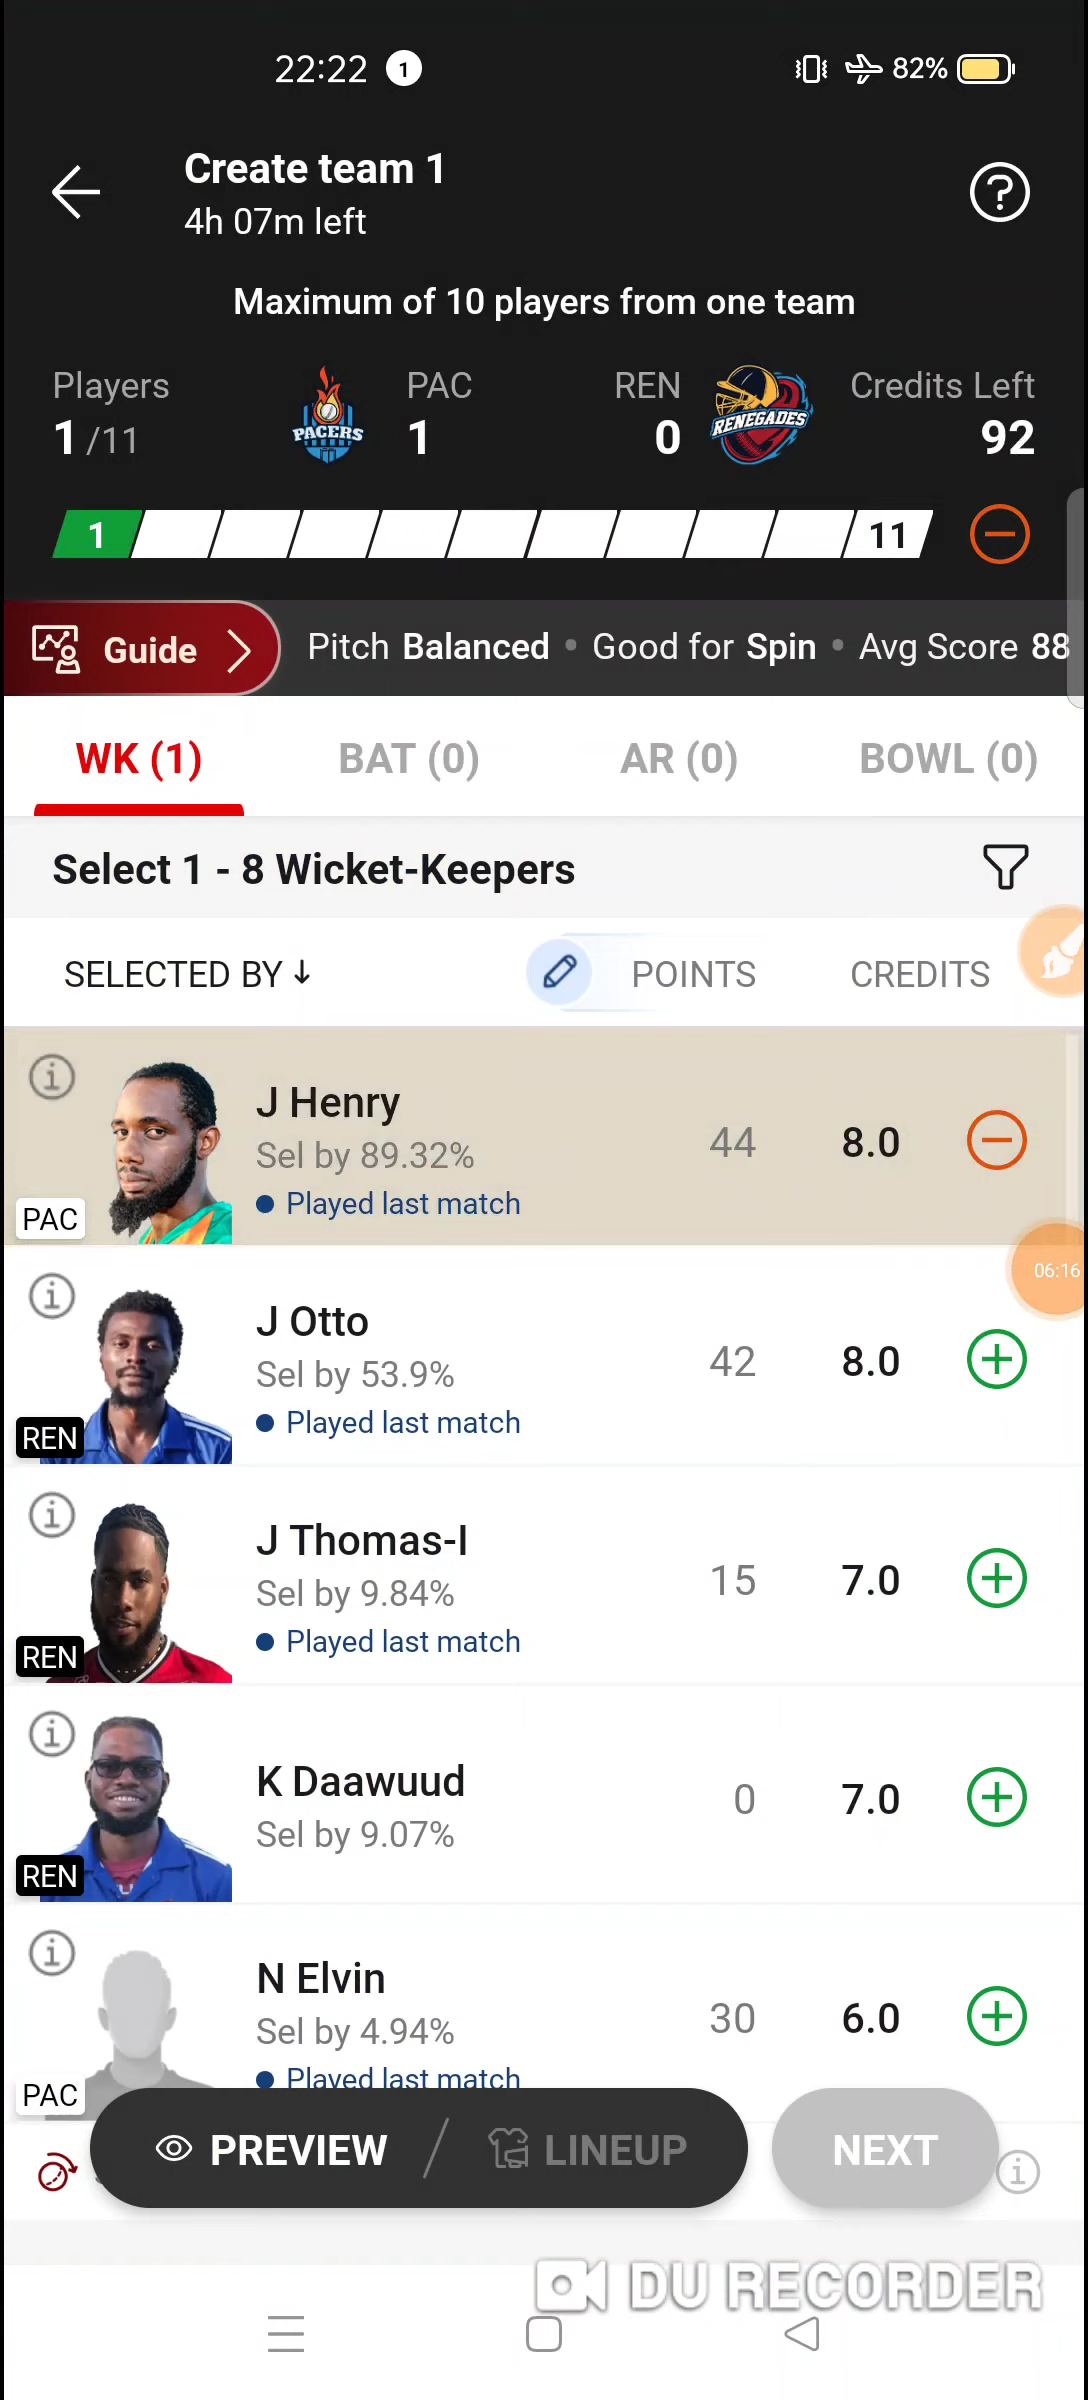 22:22 1 82%
Create team 1
4h 07m left
Maximum of 10 players from one team
Players PAC REN Credits Left
1 /11 PACERS 1 0 RENEGADES 92
1 11
Guide Pitch Balanced • Good for Spin • Avg Score 88
WK (1) BAT (0) AR (0) BOWL (0)
Select 1 - 8 Wicket-Keepers
SELECTED BY ↓ POINTS CREDITS
J Henry
Sel by 89.32% 44 8.0
• Played last match
PAC
06:16
J Otto
Sel by 53.9% 42 8.0
• Played last match
REN
J Thomas-I
Sel by 9.84% 15 7.0
• Played last match
REN
K Daawuud
Sel by 9.07% 0 7.0
REN
N Elvin
Sel by 4.94% 30 6.0
• Played last match
PAC
PREVIEW / LINEUP NEXT
DU RECORDER